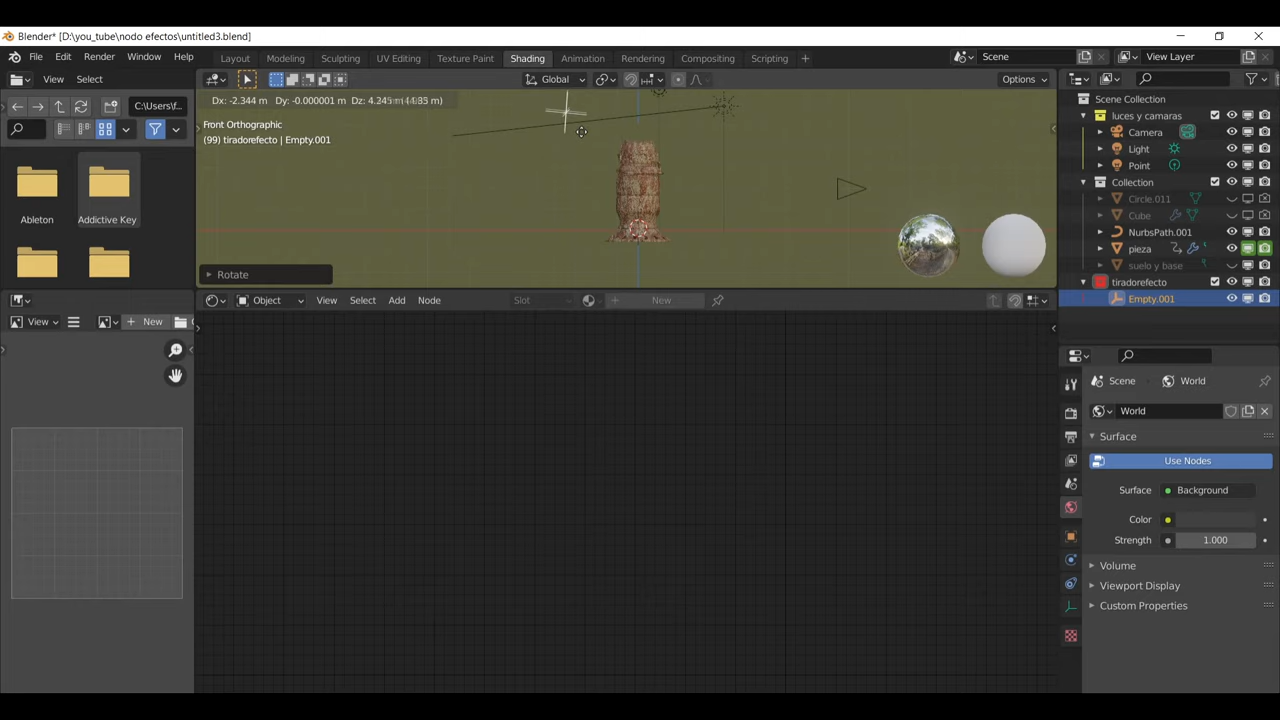 Blender* [D:\you_tube\nodo efectos\untitled3.blend]
File Edit Render Window Help
Layout Modeling Sculpting UV Editing Texture Paint Shading Animation Rendering Compositing Scripting +
Scene
View Layer
View Select
Global
Options
C:\Users\f...
Dx: -2.344 m Dy: -0.000001 m Dz: 4.245 m (4.85 m)
Front Orthographic
(99) tiradorefecto | Empty.001
Ableton
Addictive Key
Rotate
View
New
Object View Select Add Node
Slot
New
Scene Collection
luces y camaras
Camera
Light
Point
Collection
Circle.011
Cube
NurbsPath.001
pieza
suelo y base
tiradorefecto
Empty.001
Scene World
World
Surface
Use Nodes
Surface Background
Color
Strength 1.000
Volume
Viewport Display
Custom Properties